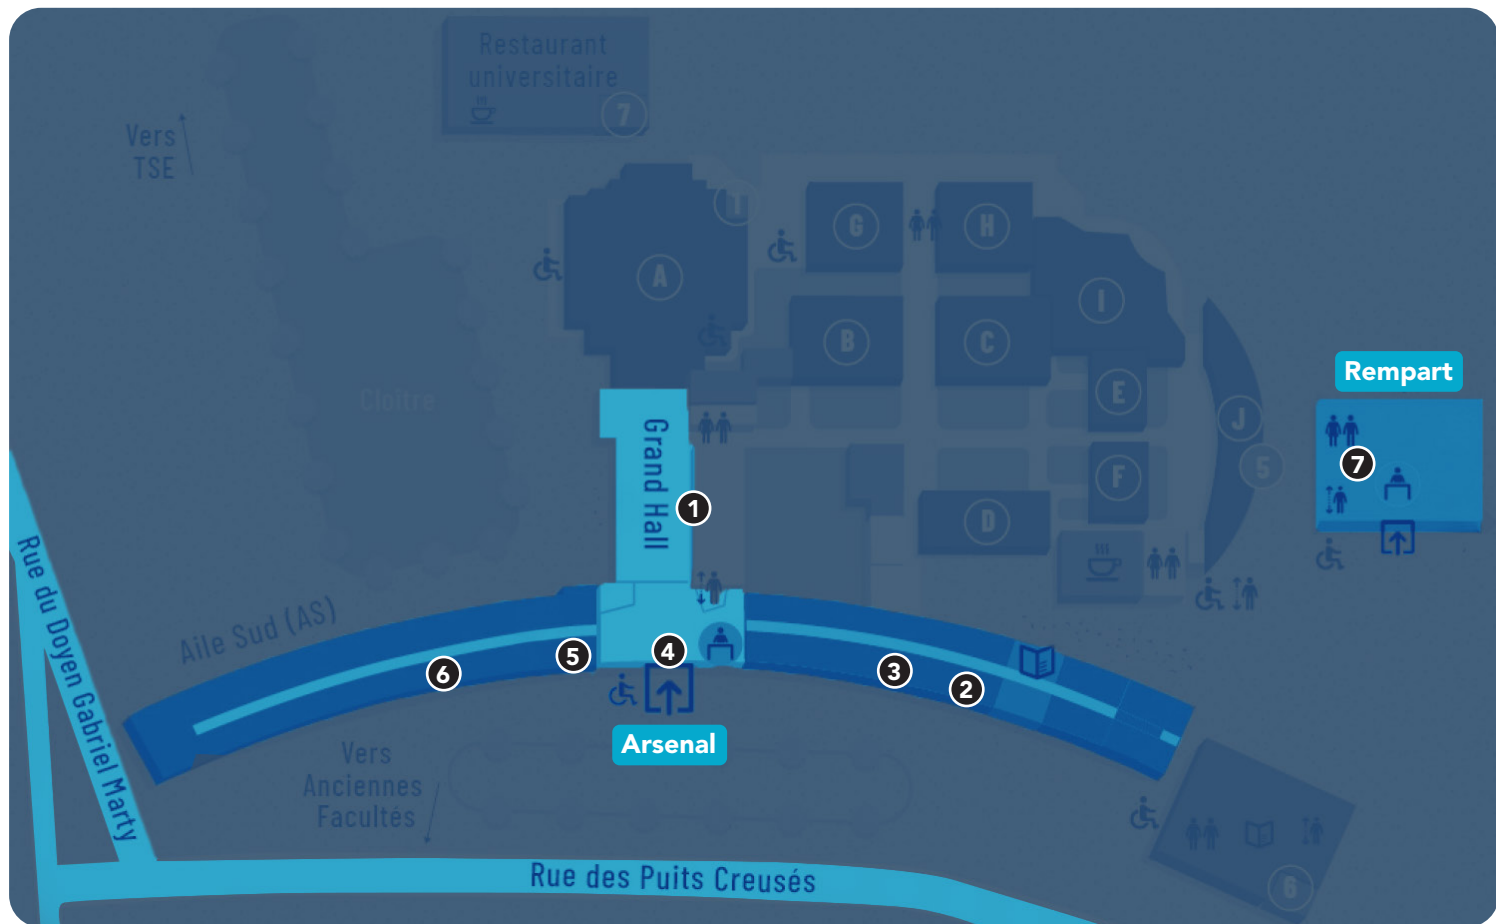 Restaurant
universitaire
7
Vers
TSE
G
H
A
I
B
C
Rempart
E
Cloitre
J
Grand Hall
7
5
F
1
D
Rue du Doyen Gabriel Marty
Aile Sud (AS)
4
5
6
3
2
Arsenal
Vers
Anciennes
Facultés
Rue des Puits Creusés
6